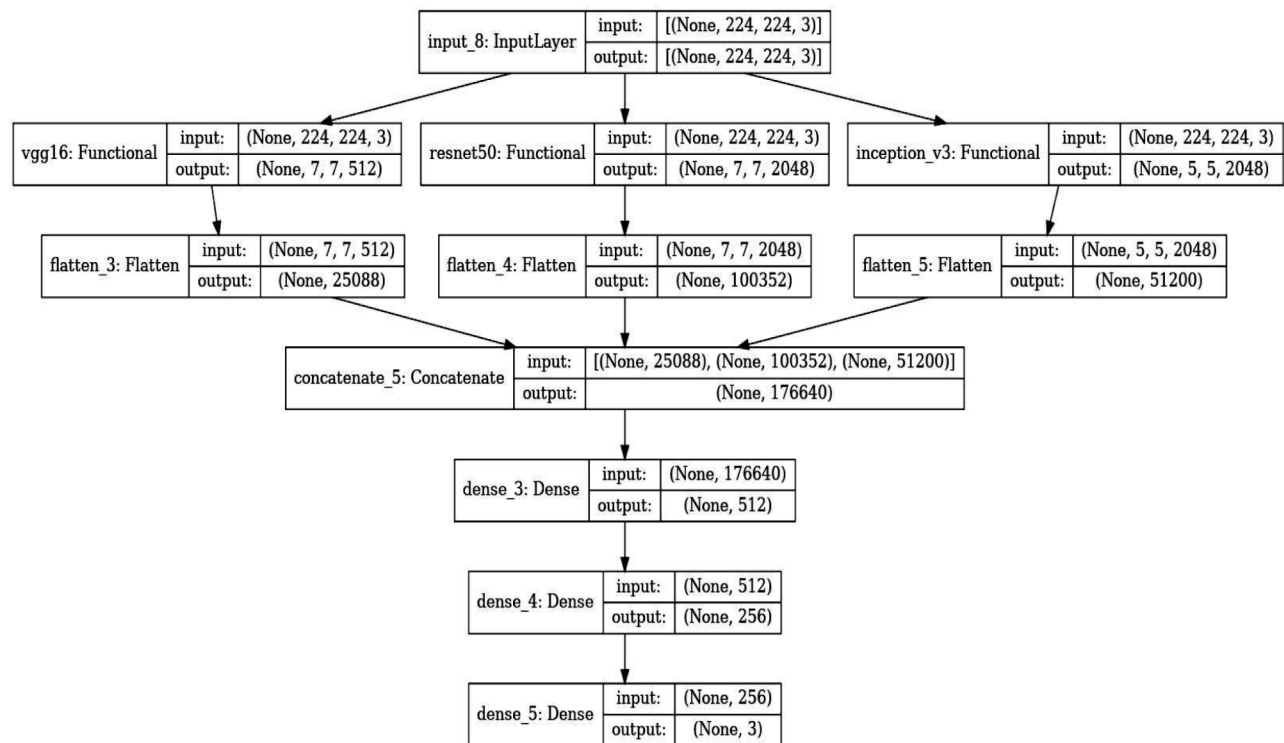 input_8: InputLayer
input: [(None, 224, 224, 3)]
output: [(None, 224, 224, 3)]
vgg16: Functional
input: (None, 224, 224, 3)
output: (None, 7, 7, 512)
resnet50: Functional
input: (None, 224, 224, 3)
output: (None, 7, 7, 2048)
inception_v3: Functional
input: (None, 224, 224, 3)
output: (None, 5, 5, 2048)
flatten_3: Flatten
input: (None, 7, 7, 512)
output: (None, 25088)
flatten_4: Flatten
input: (None, 7, 7, 2048)
output: (None, 100352)
flatten_5: Flatten
input: (None, 5, 5, 2048)
output: (None, 51200)
concatenate_5: Concatenate
input: [(None, 25088), (None, 100352), (None, 51200)]
output: (None, 176640)
dense_3: Dense
input: (None, 176640)
output: (None, 512)
dense_4: Dense
input: (None, 512)
output: (None, 256)
dense_5: Dense
input: (None, 256)
output: (None, 3)